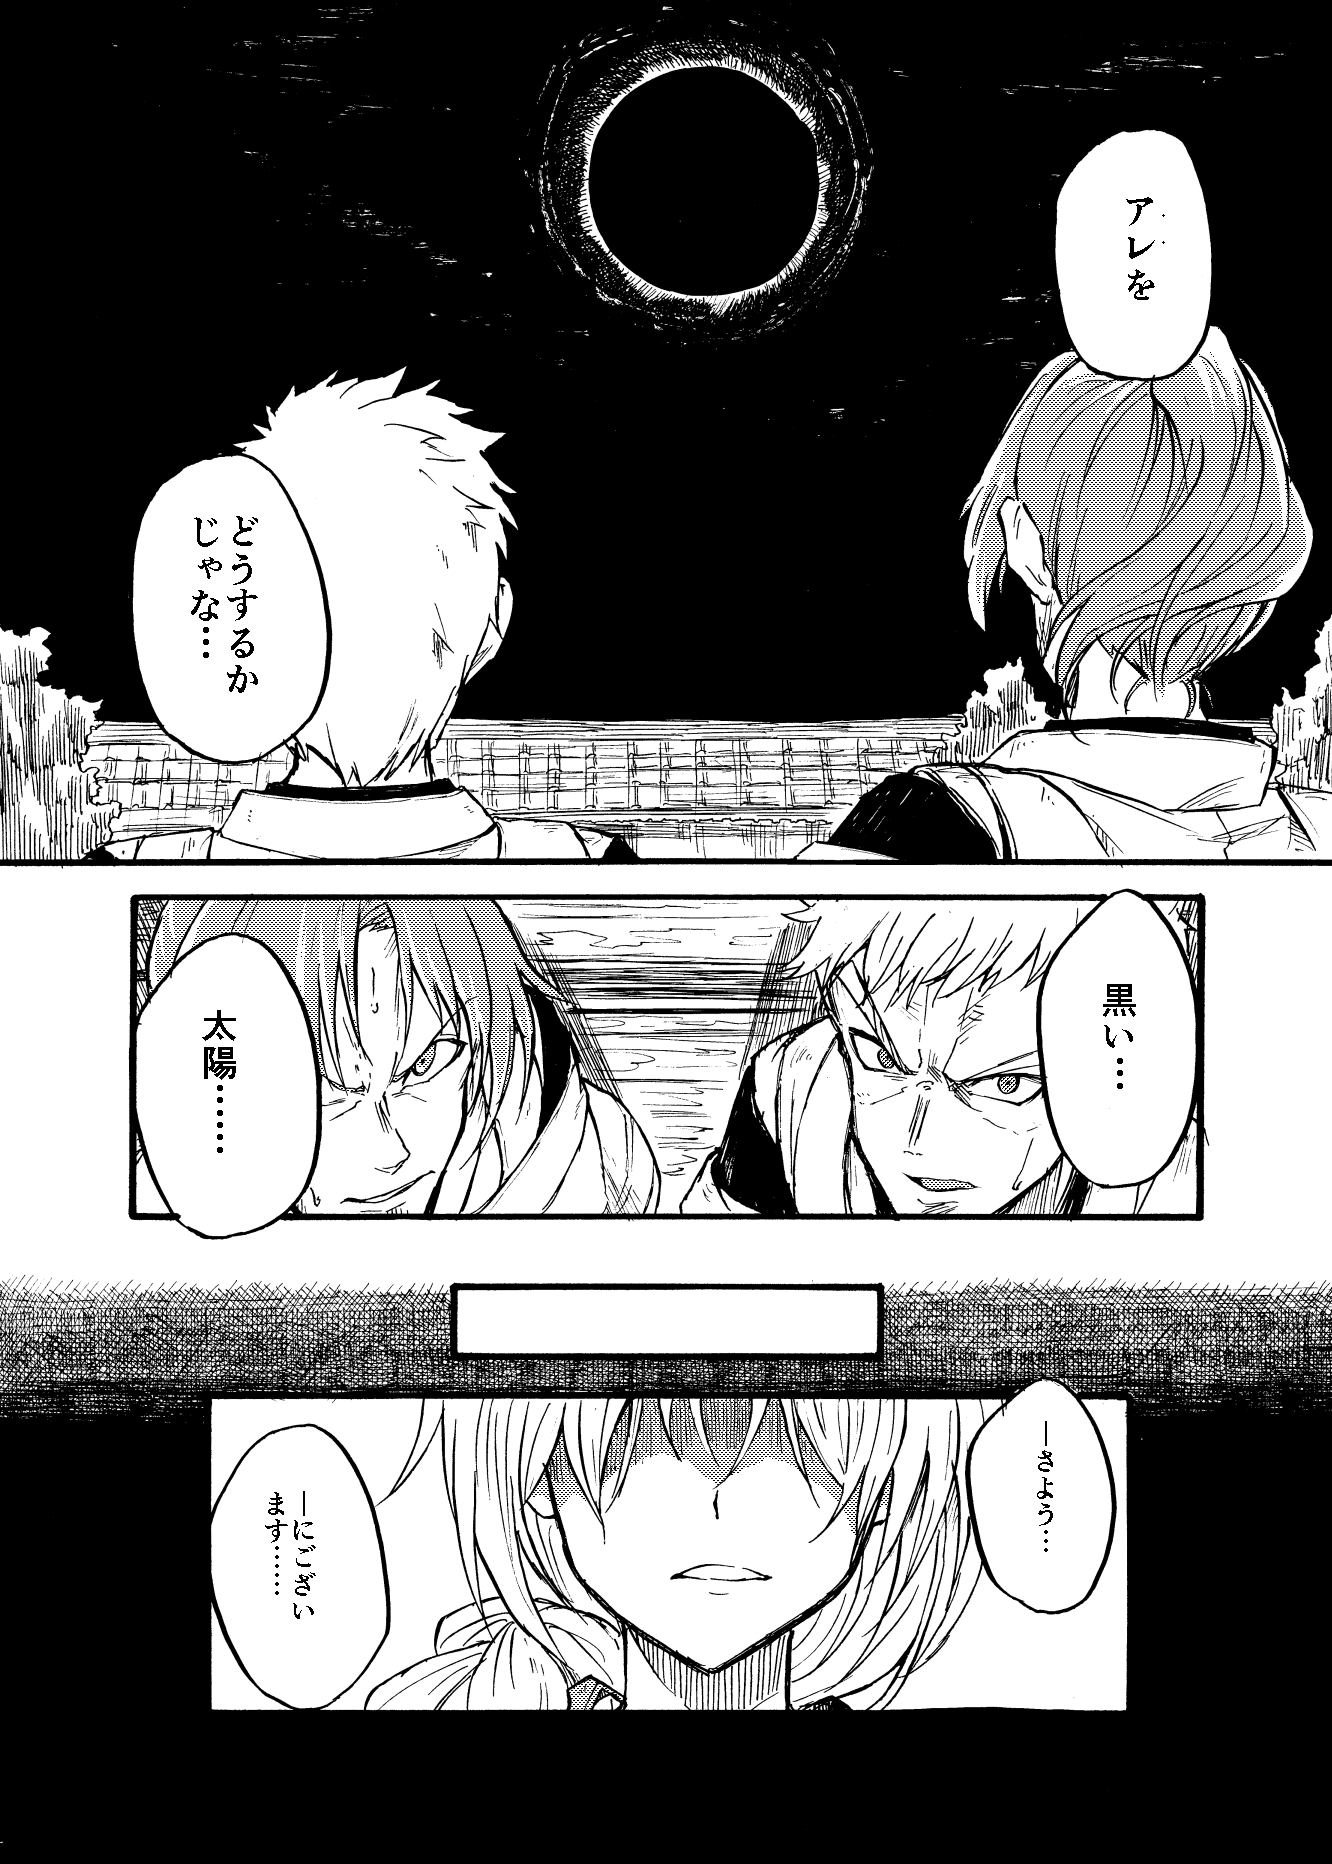 アレを
どうするか
じゃな…
黒い…
太陽……
―さよう…
―にござい
ます……